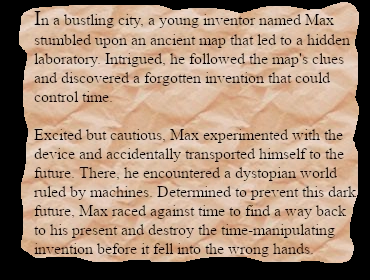 In a bustling city, a young inventor named Max
stumbled upon an ancient map that led to a hidden
laboratory. Intrigued, he followed the map's clues
and discovered a forgotten invention that could
control time.

Excited but cautious, Max experimented with the
device and accidentally transported himself to the
future. There, he encountered a dystopian world
ruled by machines. Determined to prevent this dark
future, Max raced against time to find a way back
to his present and destroy the time-manipulating
invention before it fell into the wrong hands.